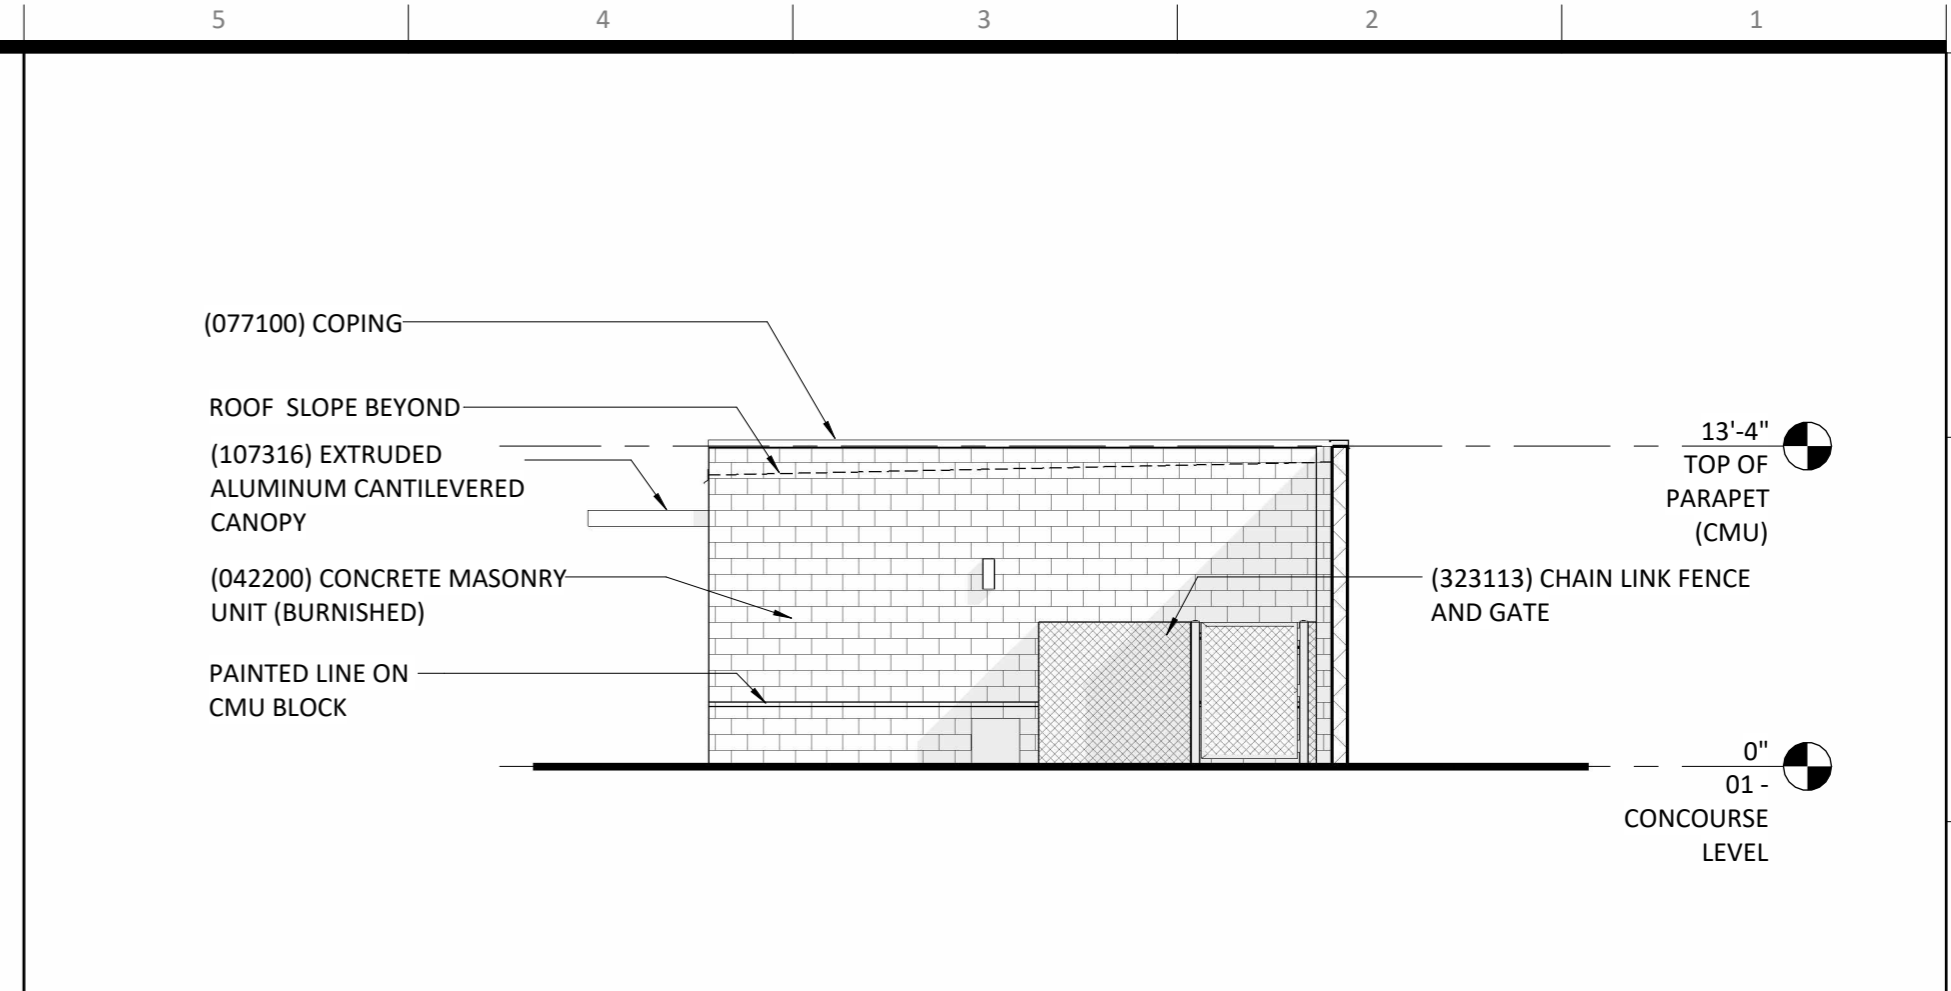 5 4 3 2 1
(077100) COPING
ROOF  SLOPE BEYOND
(107316) EXTRUDED
ALUMINUM CANTILEVERED
CANOPY
(042200) CONCRETE MASONRY
UNIT (BURNISHED)
PAINTED LINE ON
CMU BLOCK
13'-4"
TOP OF
PARAPET
(CMU)
(323113) CHAIN LINK FENCE
AND GATE
0"
01 -
CONCOURSE
LEVEL